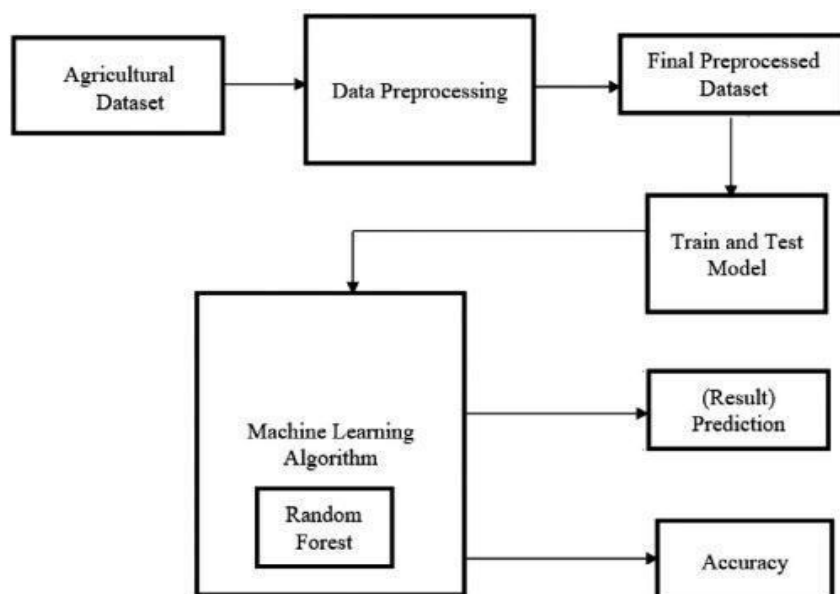 Agricultural
Dataset
Data Preprocessing
Final Preprocessed
Dataset
Train and Test
Model
Machine Learning
Algorithm
Random
Forest
(Result)
Prediction
Accuracy